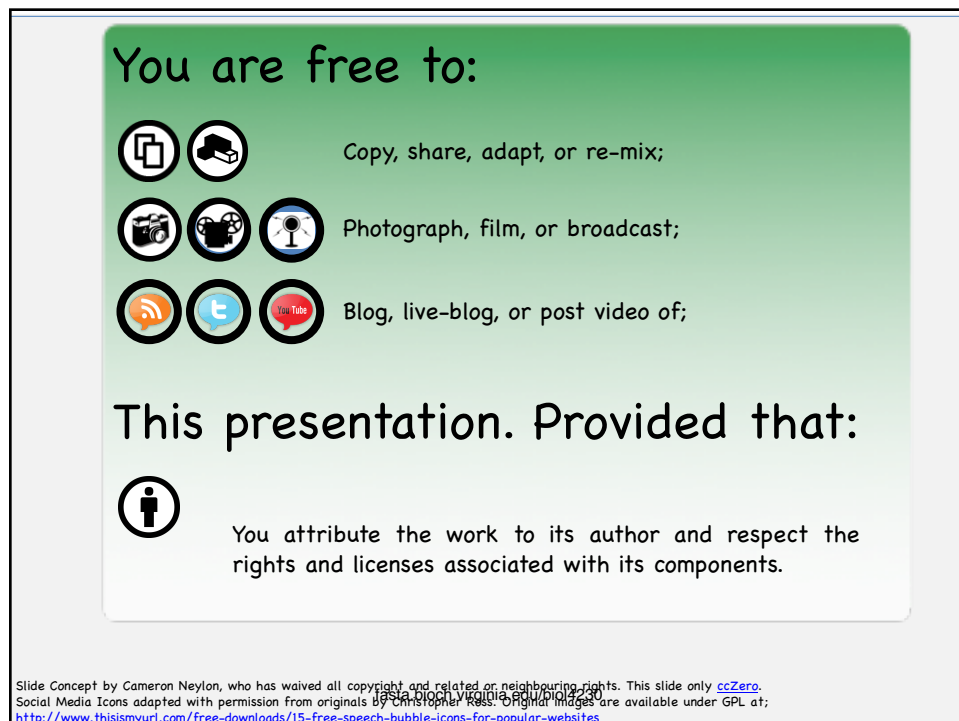 You are free to:
Copy, share, adapt, or re-mix;
Photograph, film, or broadcast;
You Tube
Blog, live-blog, or post video of;
This presentation. Provided that:
You attribute the work to its author and respect the
rights and licenses associated with its components.
Slide Concept by Cameron Neylon, who has waived all copyright and related or neighbouring rights. This slide only ccZero.
Social Media Icons adapted with permission from originals by Christopher Ross. Original images are available under GPL at;
fasta.bioch.virginia.edu/biol4230
http://www.thisismyurl.com/free-downloads/15-free-speech-bubble-icons-for-popular-websites